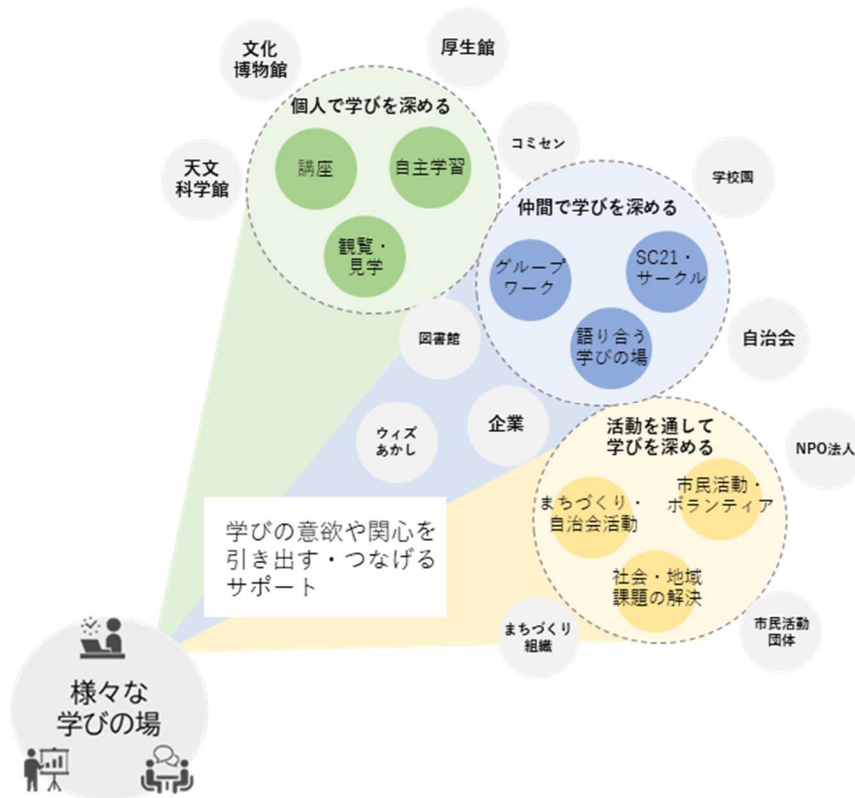 文化
博物館
厚生館
個人で学びを深める
コミセン
天文
科学館
講座
自主学習
学校園
仲間で学びを深める
観覧・
見学
グループ
ワーク
SC21・
サークル
図書館
語り合う
学びの場
自治会
ウィズ
あかし
企業
活動を通して
学びを深める
NPO法人
まちづくり・
自治会活動
市民活動・
ボランティア
学びの意欲や関心を
引き出す・つなげる
サポート
社会・地域
課題の解決
まちづくり
組織
市民活動
団体
様々な
学びの場